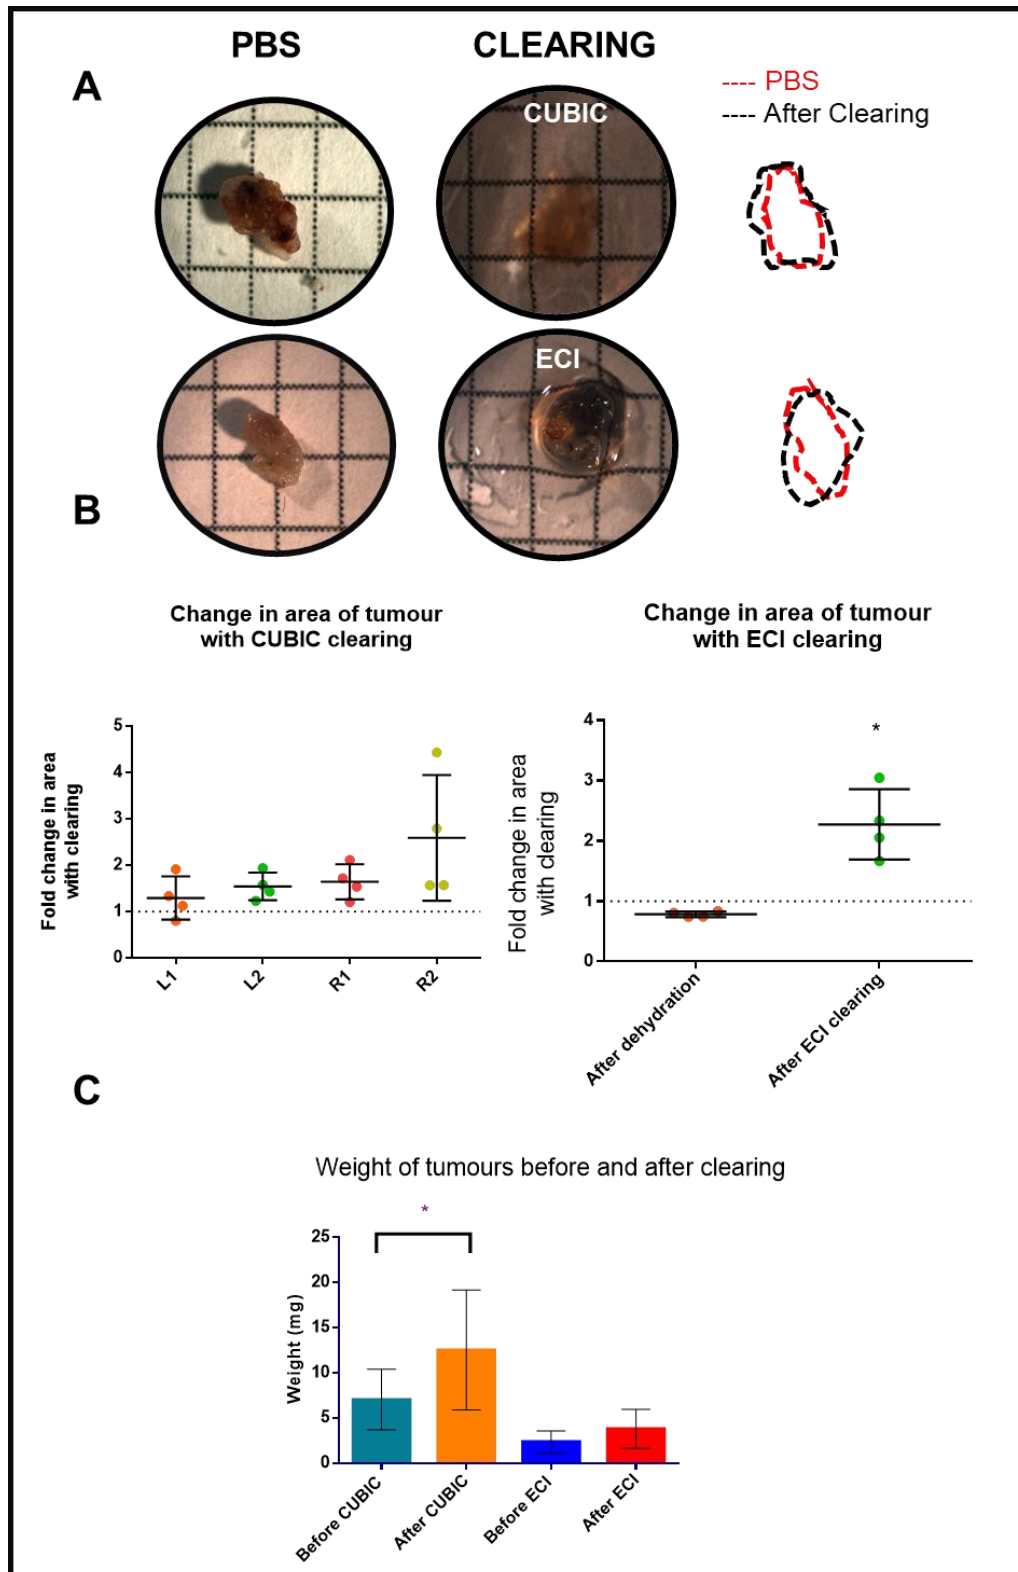 PBS
CLEARING
A
CUBIC
---- PBS
---- After Clearing
ECI
B
Change in area of tumour
with CUBIC clearing
Fold change in area
with clearing
5
4
3
2
1
0
L1
L2
R1
R2
Change in area of tumour
with ECI clearing
Fold change in area
with clearing
4
3
2
1
0
*
After dehydration
After ECI clearing
C
Weight of tumours before and after clearing
*
Weight (mg)
25
20
15
10
5
0
Before CUBIC
After CUBIC
Before ECI
After ECI